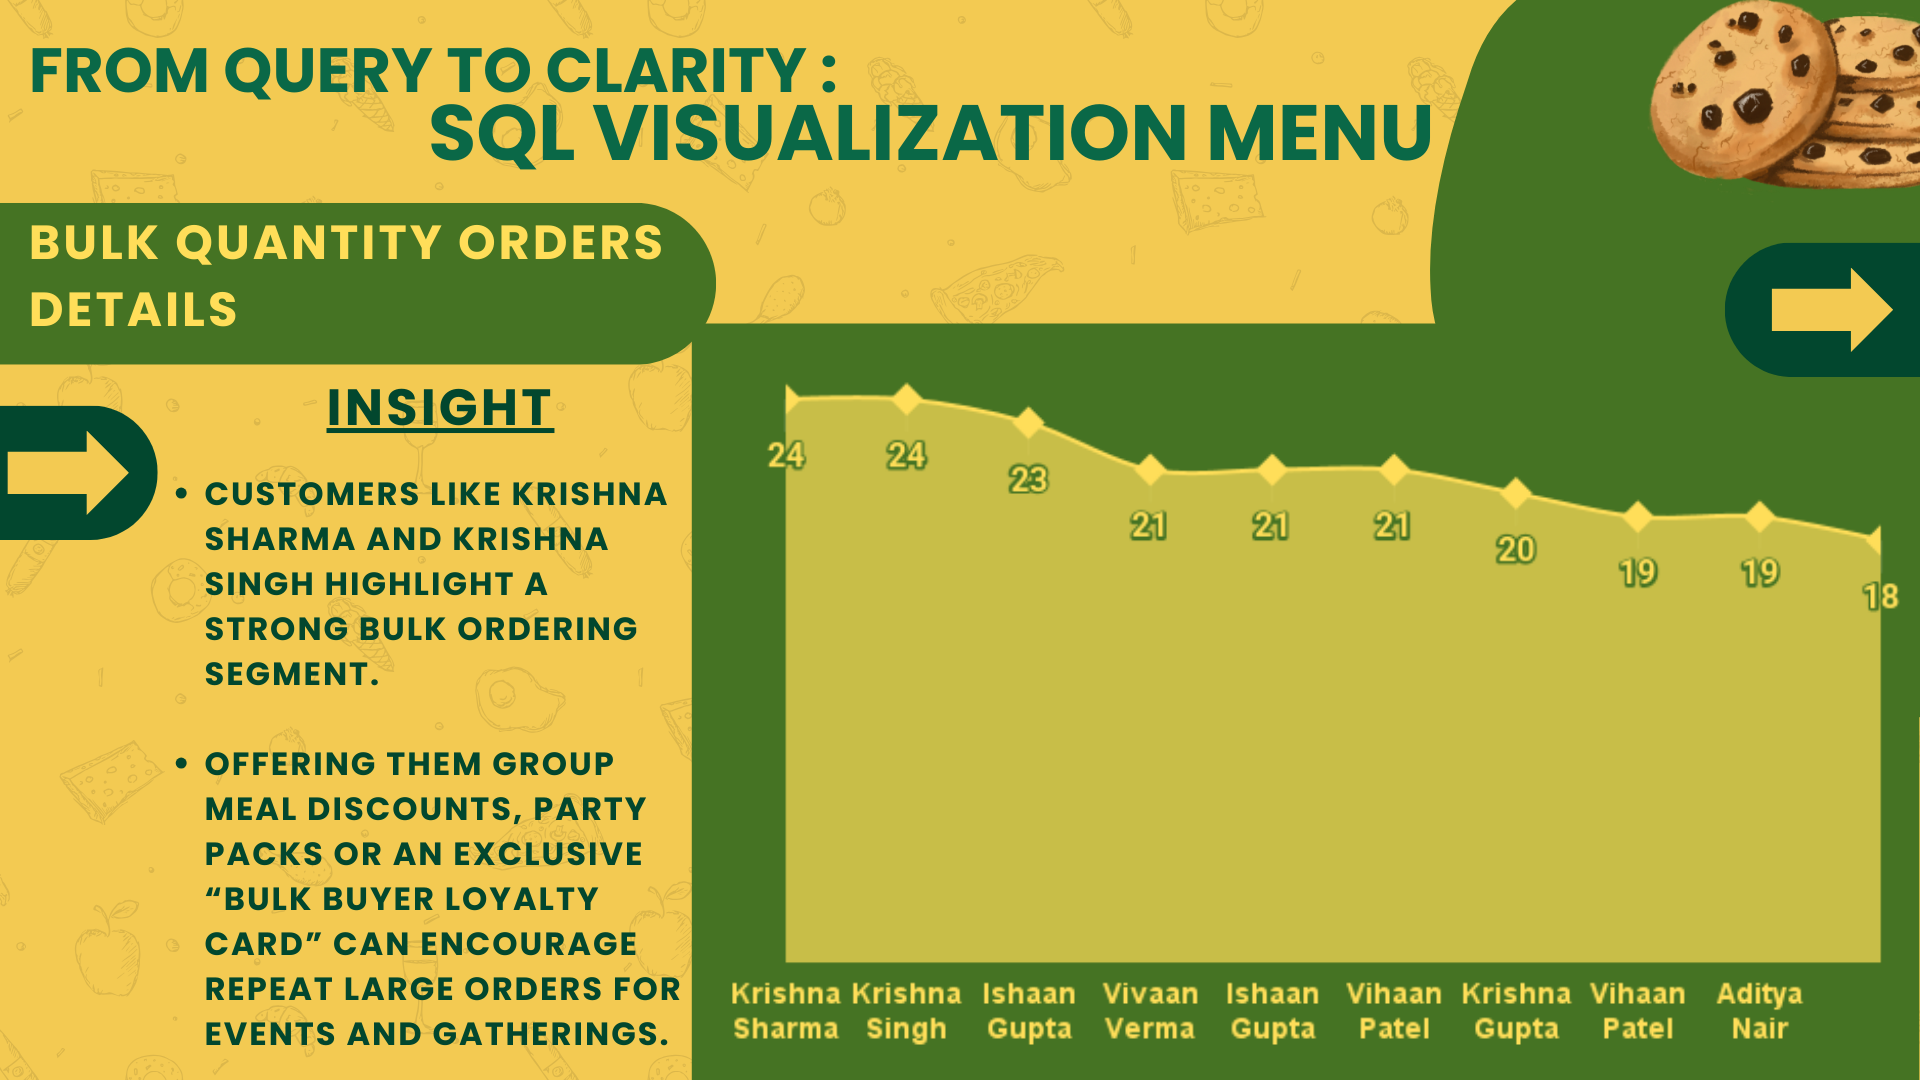 FROM QUERY TO CLARITY :
SQL VISUALIZATION MENU
BULK QUANTITY ORDERS
DETAILS
INSIGHT
• CUSTOMERS LIKE KRISHNA
SHARMA AND KRISHNA
SINGH HIGHLIGHT A
STRONG BULK ORDERING
SEGMENT.
• OFFERING THEM GROUP
MEAL DISCOUNTS, PARTY
PACKS OR AN EXCLUSIVE
“BULK BUYER LOYALTY
CARD” CAN ENCOURAGE
REPEAT LARGE ORDERS FOR
EVENTS AND GATHERINGS.
24 24 23 21 21 21 20 19 19 18
Krishna Krishna Ishaan Vivaan Ishaan Vihaan Krishna Vihaan Aditya
Sharma Singh Gupta Verma Gupta Patel Gupta Patel Nair